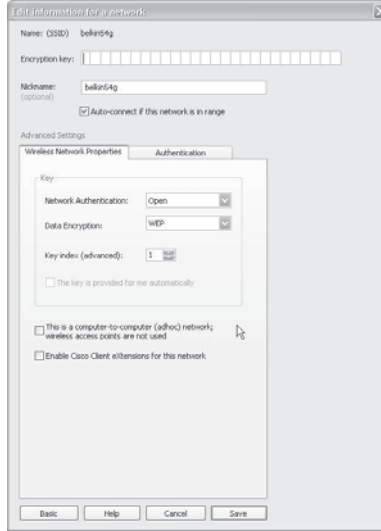 Edit information for a network
Name: (SSID) belkin54g
Encryption key:
Nickname: belkin54g
(optional)
Auto-connect if this network is in range
Advanced Settings
Wireless Network Properties Authentication
Key
Network Authentication: Open
Data Encryption: WEP
Key index (advanced): 1
The key is provided for me automatically
This is a computer-to-computer (adhoc) network;
wireless access points are not used
Enable Cisco Client eXtensions for this network
Basic Help Cancel Save